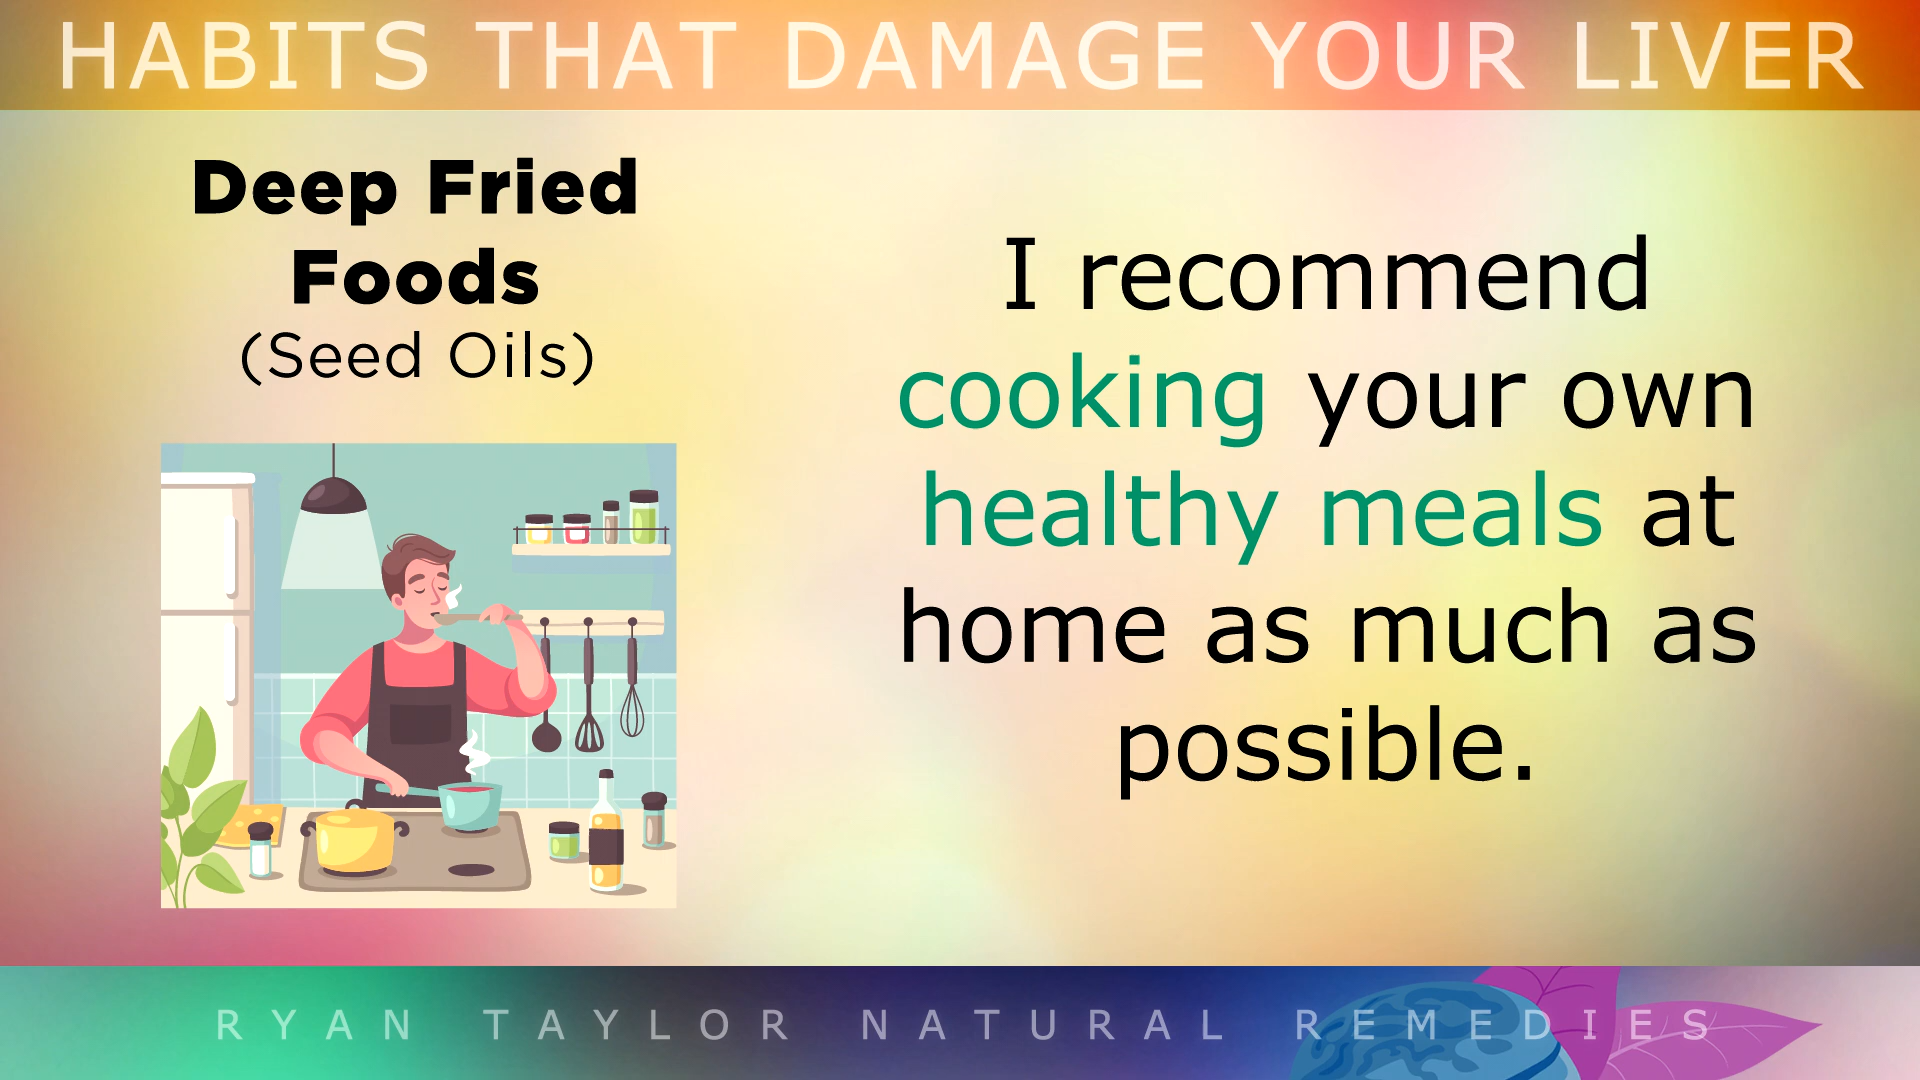 HABITS THAT DAMAGE YOUR LIVER
Deep Fried
Foods
(Seed Oils)
I recommend
cooking your own
healthy meals at
home as much as
possible.
RYAN TAYLOR NATURAL REMEDIES